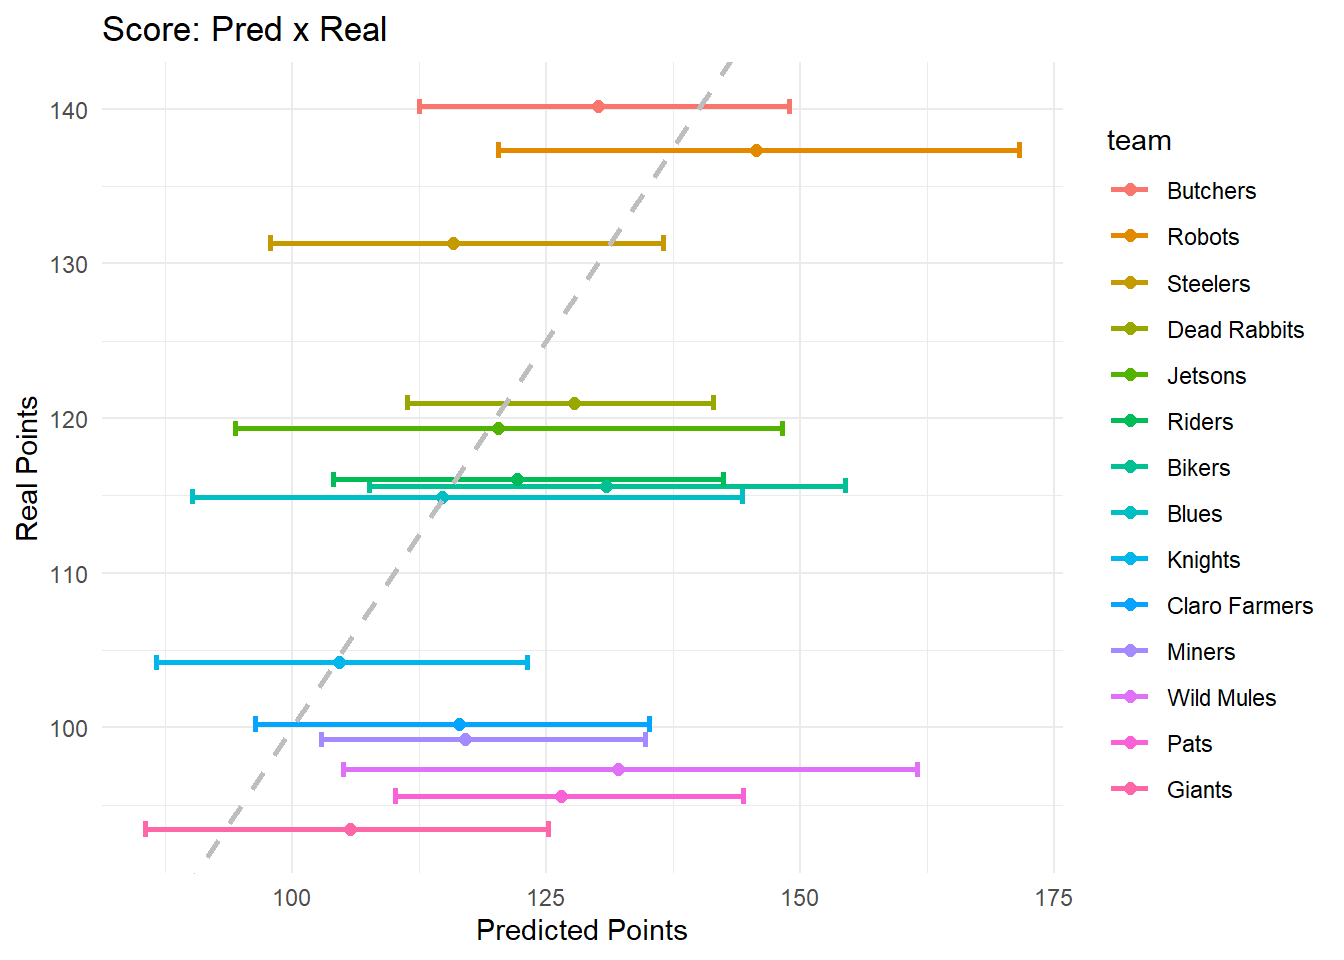 Score: Pred x Real
140
130
120
110
100
Real Points
100
125
150
175
Predicted Points
team
Butchers
Robots
Steelers
Dead Rabbits
Jetsons
Riders
Bikers
Blues
Knights
Claro Farmers
Miners
Wild Mules
Pats
Giants